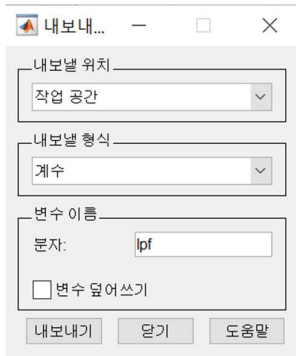 내보내...
내보낼 위치
작업 공간
내보낼 형식
계수
변수 이름
분자: lpf
변수 덮어쓰기
내보내기 닫기 도움말